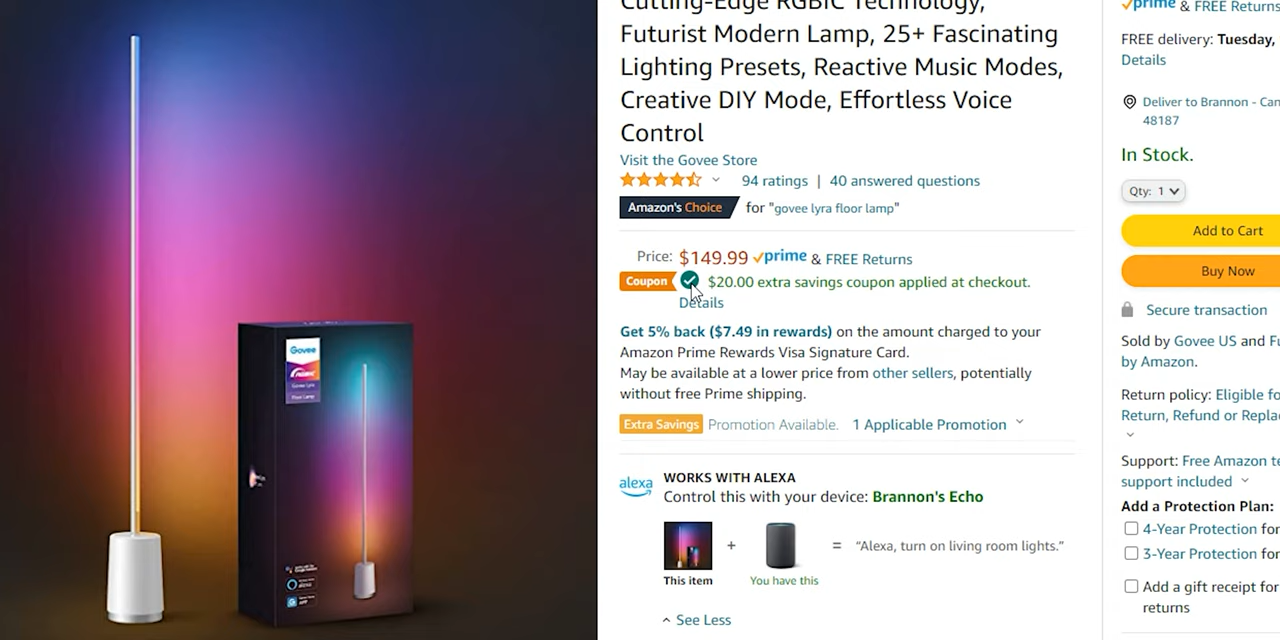 Cutting-Edge RGBIC Technology,
Futurist Modern Lamp, 25+ Fascinating
Lighting Presets, Reactive Music Modes,
Creative DIY Mode, Effortless Voice
Control
Visit the Govee Store
94 ratings | 40 answered questions
Amazon's Choice for "govee lyra floor lamp"
Price: $149.99 prime & FREE Returns
Coupon $20.00 extra savings coupon applied at checkout.
Details
Get 5% back ($7.49 in rewards) on the amount charged to your
Amazon Prime Rewards Visa Signature Card.
May be available at a lower price from other sellers, potentially
without free Prime shipping.
Extra Savings Promotion Available. 1 Applicable Promotion
alexa
WORKS WITH ALEXA
Control this with your device: Brannon's Echo
+ = “Alexa, turn on living room lights.”
This item You have this
See Less
prime & FREE Returns
FREE delivery: Tuesday,
Details
Deliver to Brannon - Can
48187
In Stock.
Qty: 1
Add to Cart
Buy Now
Secure transaction
Sold by Govee US and Fu
by Amazon.
Return policy: Eligible fo
Return, Refund or Repla
Support: Free Amazon te
support included
Add a Protection Plan:
4-Year Protection for
3-Year Protection for
Add a gift receipt for
returns
Govee
Govee Lyra
Floor Lamp
alexa